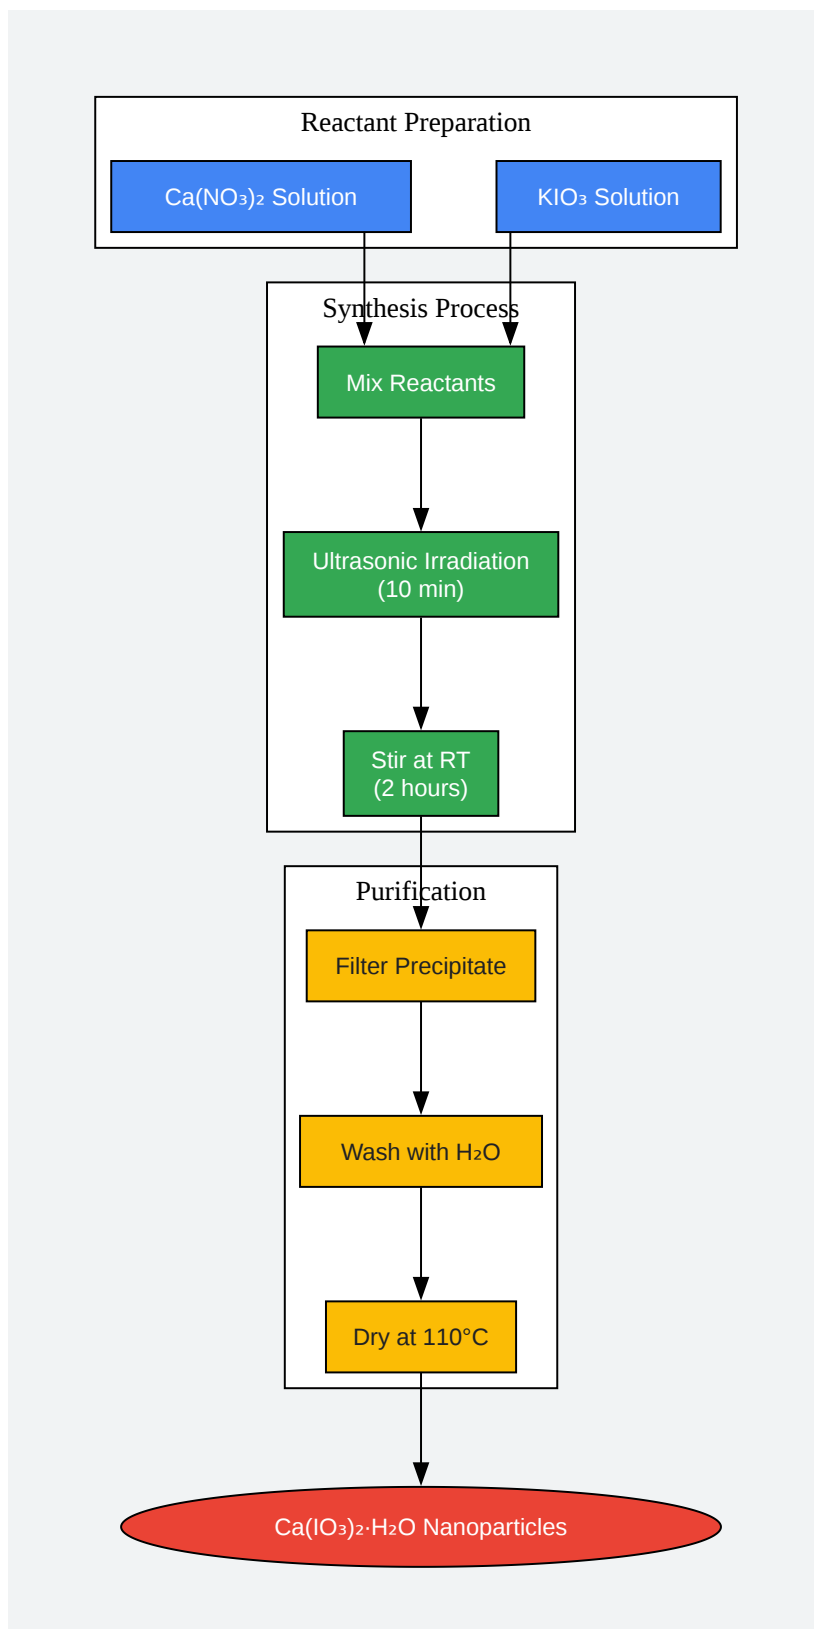 Reactant Preparation
Ca(NO₃)₂ Solution
KIO₃ Solution
Synthesis Process
Mix Reactants
Ultrasonic Irradiation
(10 min)
Stir at RT
(2 hours)
Purification
Filter Precipitate
Wash with H₂O
Dry at 110°C
Ca(IO₃)₂·H₂O Nanoparticles